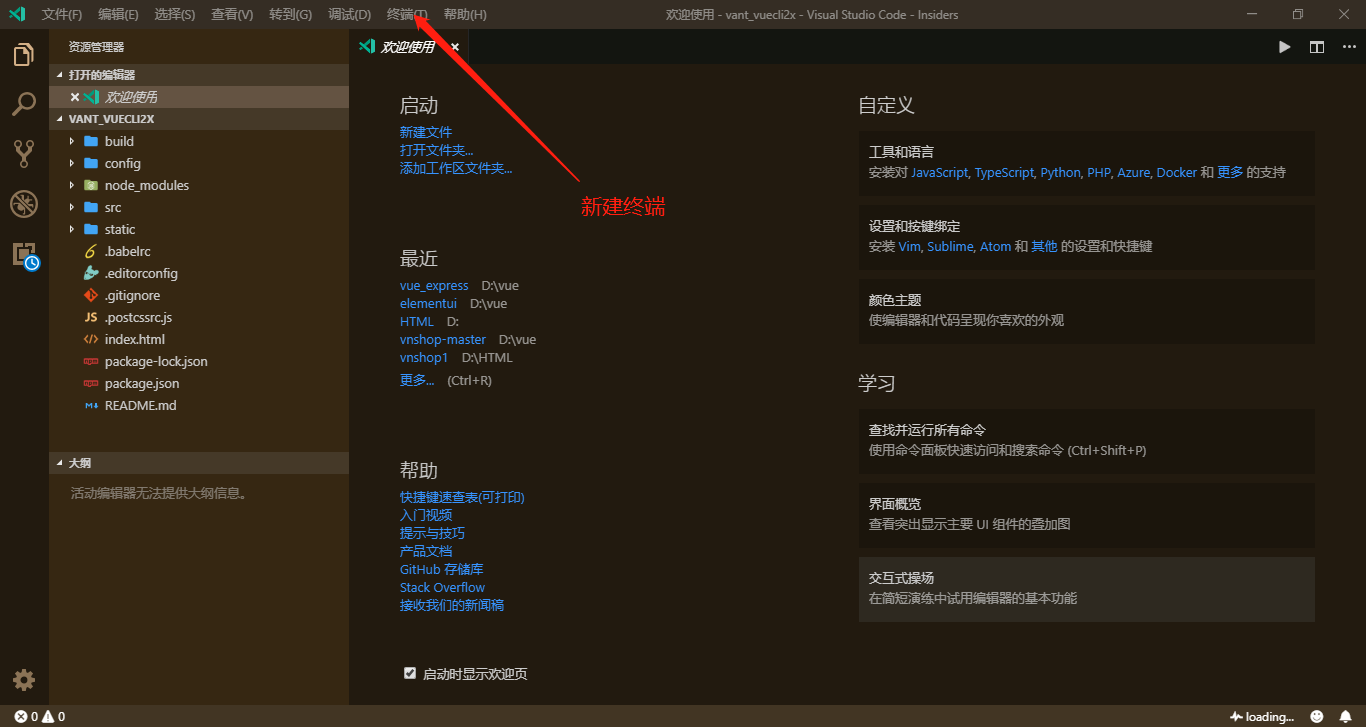 文件(F) 编辑(E) 选择(S) 查看(V) 转到(G) 调试(D) 终端(T) 帮助(H) 欢迎使用 - vant_vuecli2x - Visual Studio Code - Insiders
资源管理器
欢迎使用
打开的编辑器
欢迎使用
VANT_VUECLI2X
build
config
node_modules
src
static
.babelrc
.editorconfig
.gitignore
JS .postcssrc.js
index.html
package-lock.json
package.json
README.md
大纲
活动编辑器无法提供大纲信息。
启动
新建文件
打开文件夹...
添加工作区文件夹...
新建终端
最近
vue_express D:\vue
elementui D:\vue
HTML D:
vnshop-master D:\vue
vnshop1 D:\HTML
更多... (Ctrl+R)
帮助
快捷键速查表(可打印)
入门视频
提示与技巧
产品文档
GitHub 存储库
Stack Overflow
接收我们的新闻稿
启动时显示欢迎页
自定义
工具和语言
安装对 JavaScript, TypeScript, Python, PHP, Azure, Docker 和 更多 的支持
设置和按键绑定
安装 Vim, Sublime, Atom 和 其他 的设置和快捷键
颜色主题
使编辑器和代码呈现你喜欢的外观
学习
查找并运行所有命令
使用命令面板快速访问和搜索命令 (Ctrl+Shift+P)
界面概览
查看突出显示主要 UI 组件的叠加图
交互式操场
在简短演练中试用编辑器的基本功能
0 0
loading...